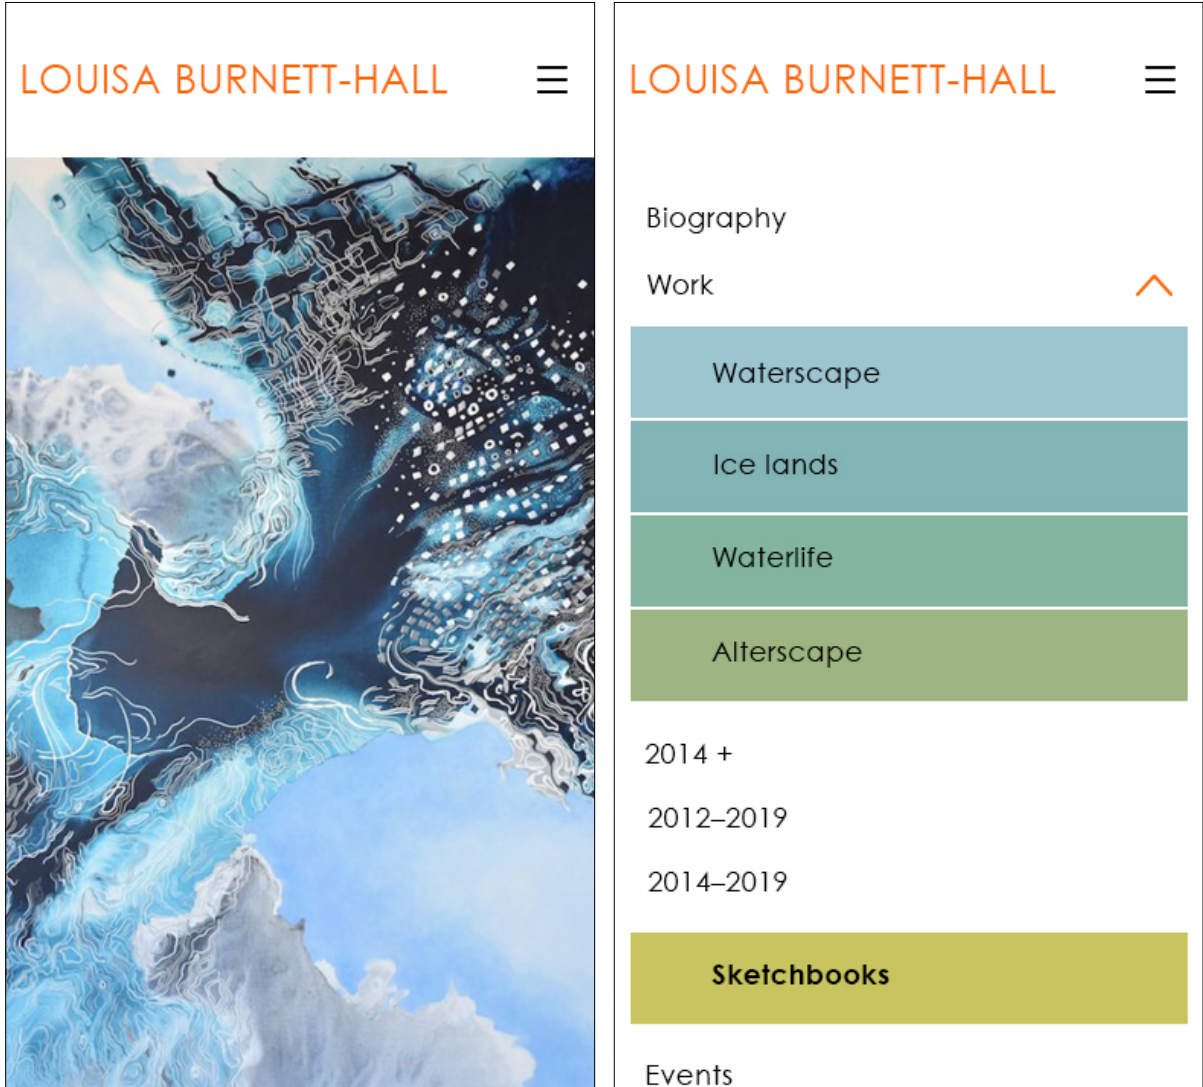 LOUISA BURNETT-HALL
LOUISA BURNETT-HALL
Biography
Work
Waterscape
Ice lands
Waterlife
Alterscape
2014 +
2012–2019
2014–2019
Sketchbooks
Events